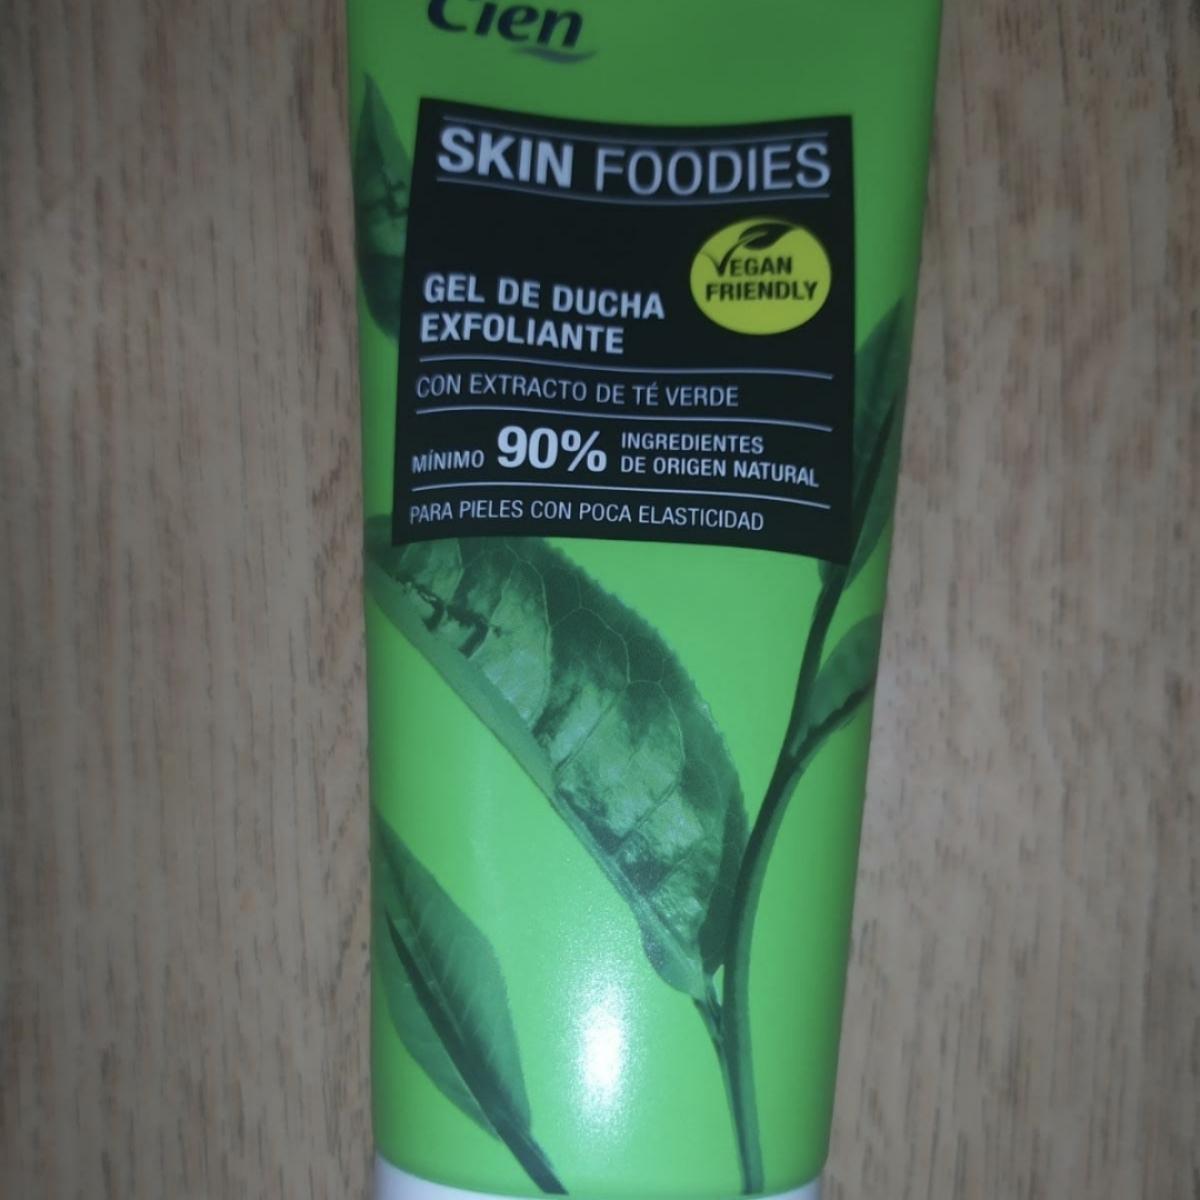 Cien
SKIN FOODIES
VEGAN
FRIENDLY
GEL DE DUCHA
EXFOLIANTE
CON EXTRACTO DE TÉ VERDE
MÍNIMO 90% INGREDIENTES
DE ORIGEN NATURAL
PARA PIELES CON POCA ELASTICIDAD